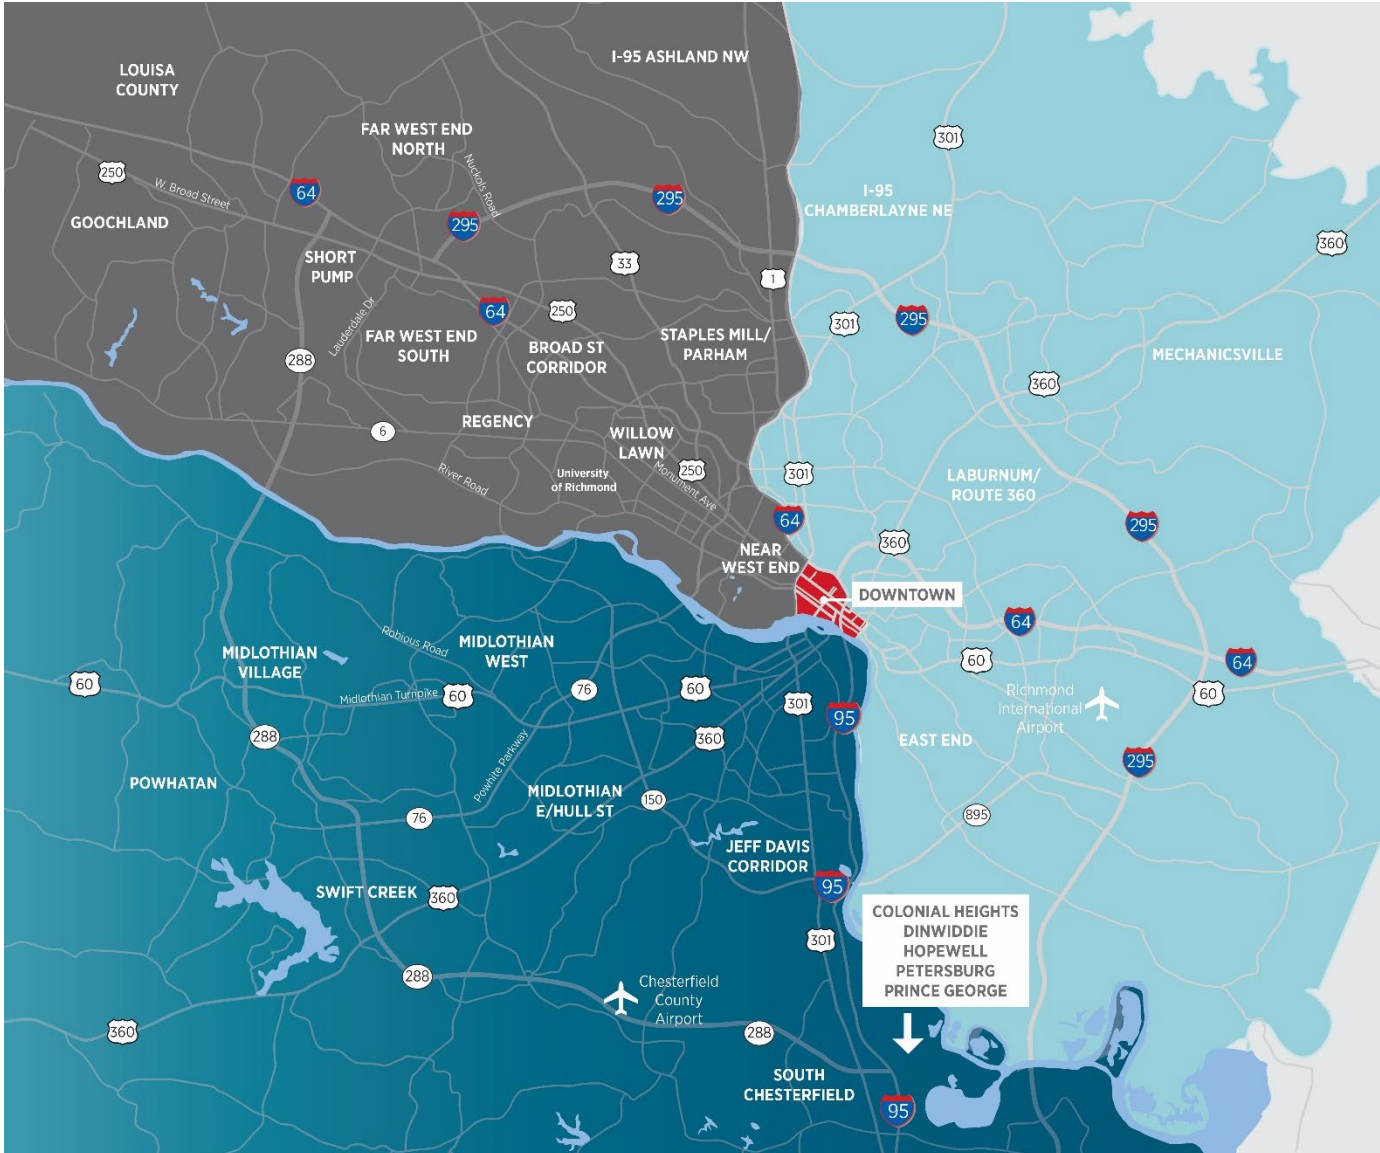 I-95 ASHLAND NW
LOUISA
COUNTY
FAR WEST END
NORTH
301
250
Nuckols Road
W. Broad Street
64
295
I-95
CHAMBERLAYNE NE
GOOCHLAND
295
360
SHORT
PUMP
33
1
64
250
301
295
Lauderdale Dr
FAR WEST END
SOUTH
BROAD ST
CORRIDOR
STAPLES MILL/
PARHAM
288
MECHANICSVILLE
360
REGENCY
6
WILLOW
LAWN
250
Monument Ave
River Road
University
of Richmond
301
LABURNUM/
ROUTE 360
64
295
360
NEAR
WEST END
DOWNTOWN
64
Robious Road
MIDLOTHIAN
WEST
MIDLOTHIAN
VILLAGE
60
64
60
Midlothian Turnpike
60
76
60
301
95
Richmond
International
Airport
60
288
360
EAST END
295
Powhite Parkway
POWHATAN
MIDLOTHIAN
E/HULL ST
150
76
895
JEFF DAVIS
CORRIDOR
SWIFT CREEK
360
95
301
COLONIAL HEIGHTS
DINWIDDIE
HOPEWELL
PETERSBURG
PRINCE GEORGE
288
Chesterfield
County
Airport
360
288
SOUTH
CHESTERFIELD
95